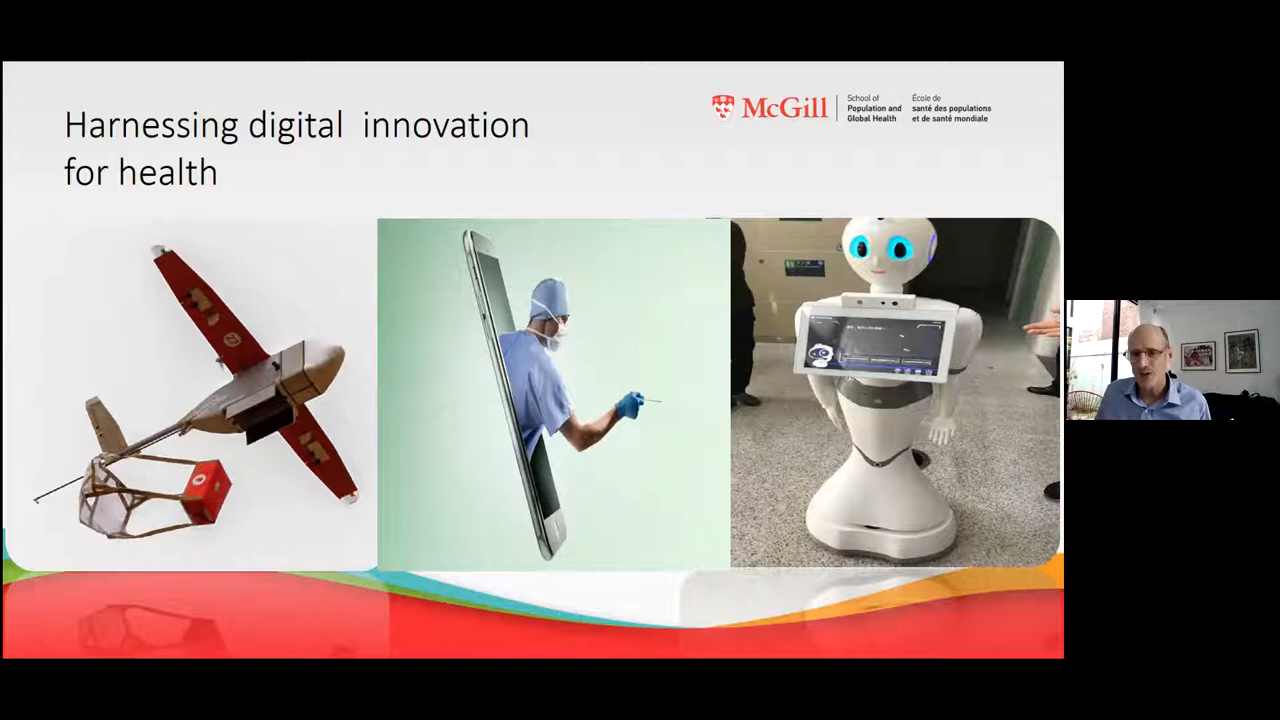 Harnessing digital innovation
for health
McGill
School of
Population and
Global Health
École de
santé des populations
et de santé mondiale